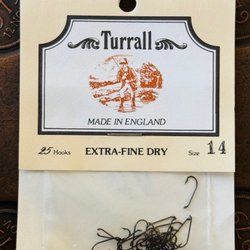 Turrall
MADE IN ENGLAND
25 Hooks EXTRA-FINE DRY Size 14